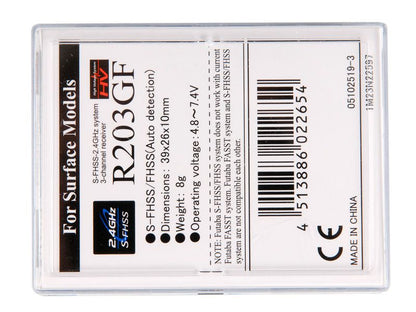 For Surface Models
2.4GHz
S-FHSS
S-FHSS-2.4GHz system
3-channel receiver
HV
R203GF
●S-FHSS/FHSS(Auto detection)
●Dimensions: 39x26x10mm
●Weight: 8g
●Operating voltage: 4.8～7.4V
NOTE: Futaba S-FHSS/FHSS system does not work with current
Futaba FASST system. Futaba FASST system and S-FHSS/FHSS
system are not compatible each other.
4 513886 022654
CE
MADE IN CHINA
05102519-3
1M23N22597